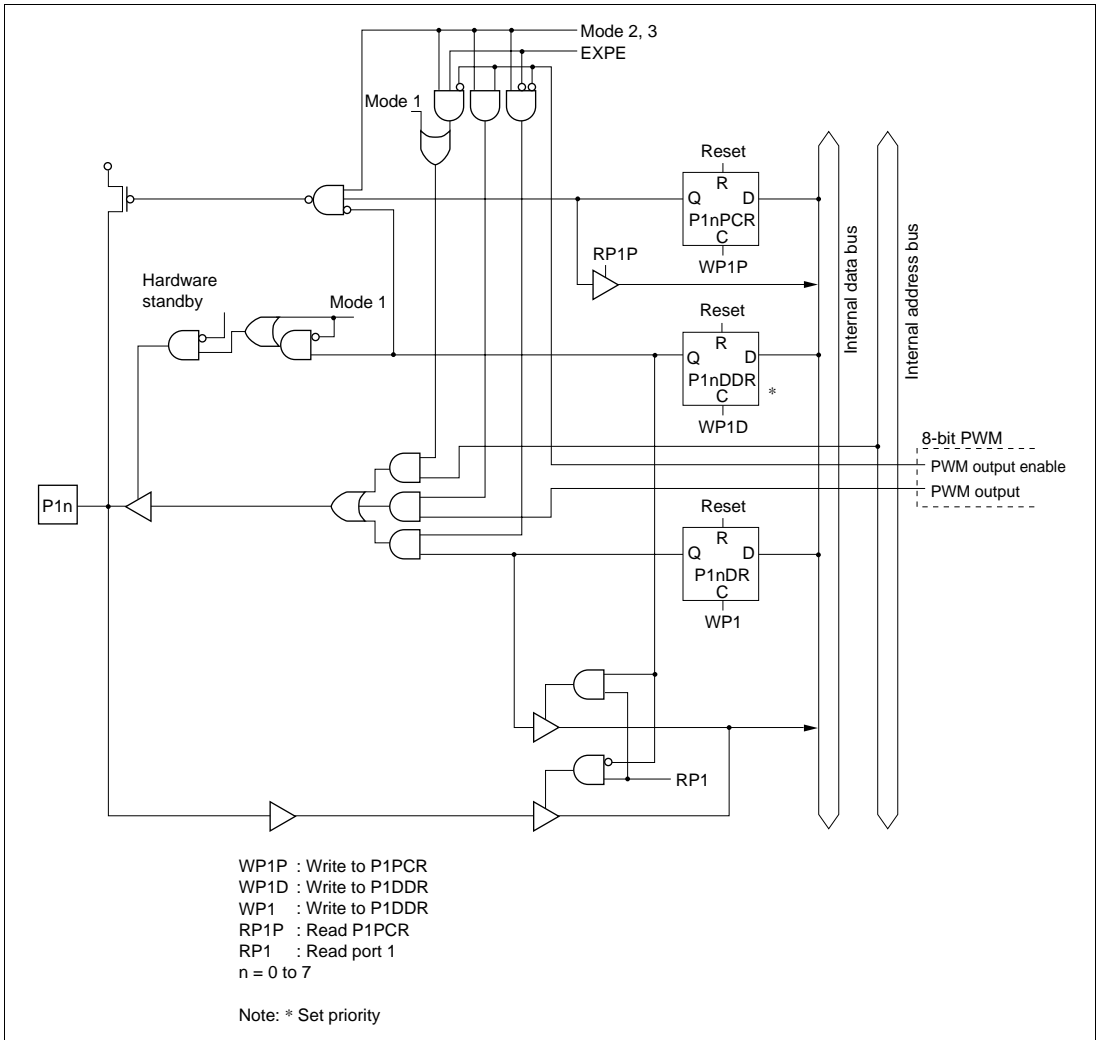 Mode 2, 3
EXPE
Mode 1
Reset
R
Q D
P1nPCR
C
WP1P
RP1P
Hardware
standby
Mode 1
Reset
R
Q D
P1nDDR
C
*
WP1D
Internal data bus
Internal address bus
8-bit PWM
PWM output enable
PWM output
P1n
Reset
R
Q D
P1nDR
C
WP1
RP1
WP1P : Write to P1PCR
WP1D : Write to P1DDR
WP1 : Write to P1DDR
RP1P : Read P1PCR
RP1 : Read port 1
n = 0 to 7
Note: * Set priority